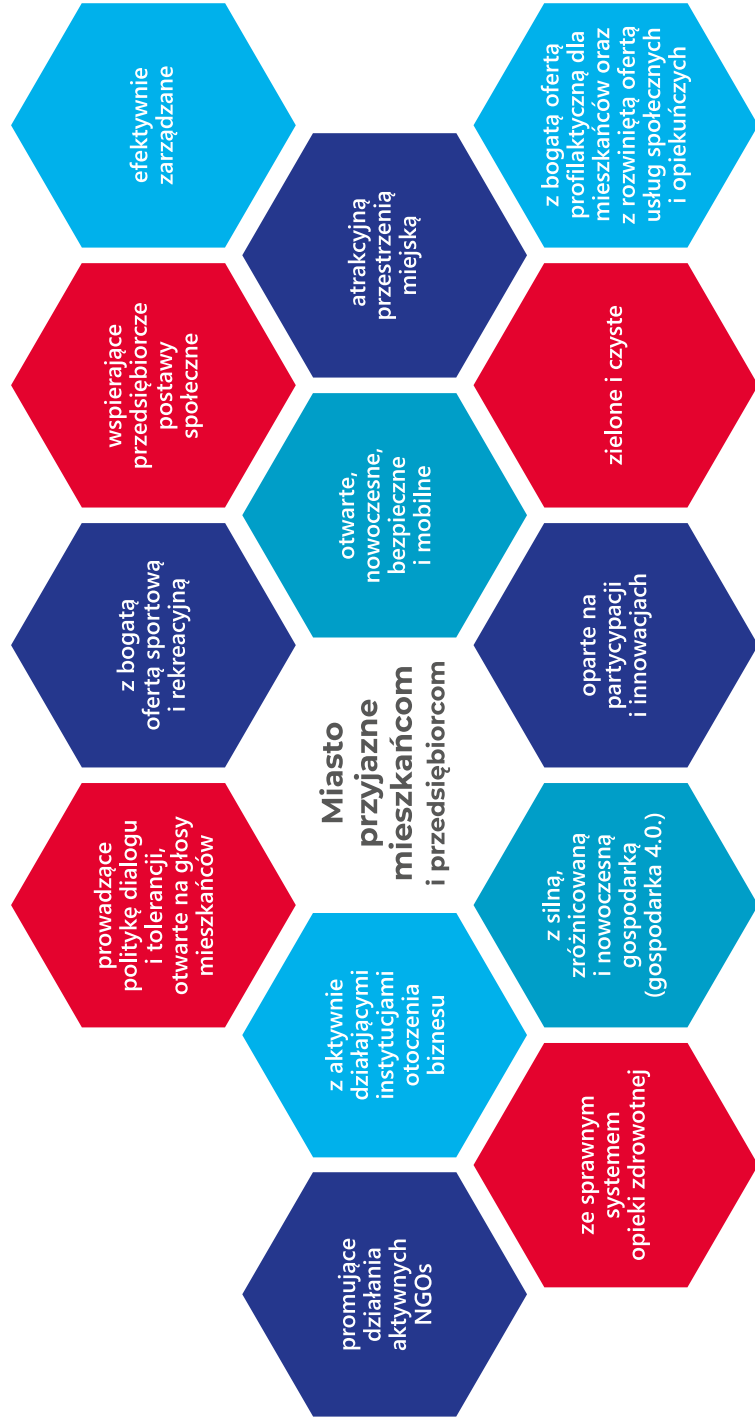 prowadzące
politykę dialogu
i tolerancji,
otwarte na głosy
mieszkańców
z bogatą
ofertą sportową
i rekreacyjną
wspierające
przedsiębiorcze
postawy
społeczne
efektywnie
zarządzane
promujące
działania
aktywnych
NGOs
z aktywnie
działającymi
instytucjami
otoczenia
biznesu
Miasto
przyjazne
mieszkańcom
i przedsiębiorcom
otwarte,
nowoczesne,
bezpieczne
i mobilne
atrakcyjną
przestrzenią
miejską
ze sprawnym
systemem
opieki zdrowotnej
z silną,
zróżnicowaną
i nowoczesną
gospodarką
(gospodarka 4.0.)
oparte na
partycypacji
i innowacjach
zielone i czyste
z bogatą ofertą
profilaktyczną dla
mieszkańców oraz
z rozwiniętą ofertą
usług społecznych
i opiekuńczych